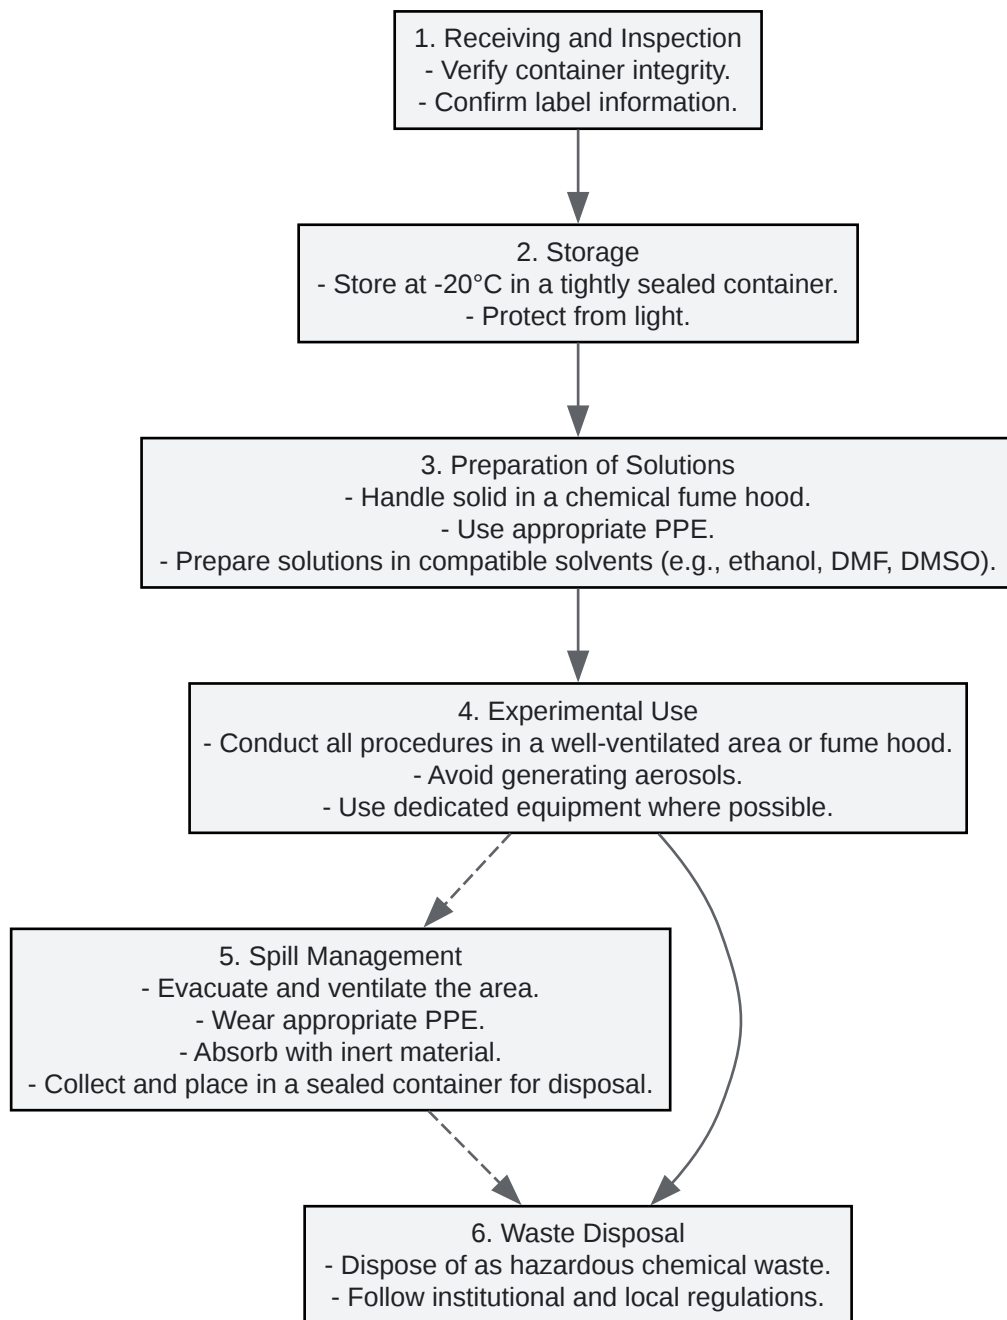 1. Receiving and Inspection
- Verify container integrity.
- Confirm label information.
2. Storage
- Store at -20°C in a tightly sealed container.
- Protect from light.
3. Preparation of Solutions
- Handle solid in a chemical fume hood.
- Use appropriate PPE.
- Prepare solutions in compatible solvents (e.g., ethanol, DMF, DMSO).
4. Experimental Use
- Conduct all procedures in a well-ventilated area or fume hood.
- Avoid generating aerosols.
- Use dedicated equipment where possible.
5. Spill Management
- Evacuate and ventilate the area.
- Wear appropriate PPE.
- Absorb with inert material.
- Collect and place in a sealed container for disposal.
6. Waste Disposal
- Dispose of as hazardous chemical waste.
- Follow institutional and local regulations.